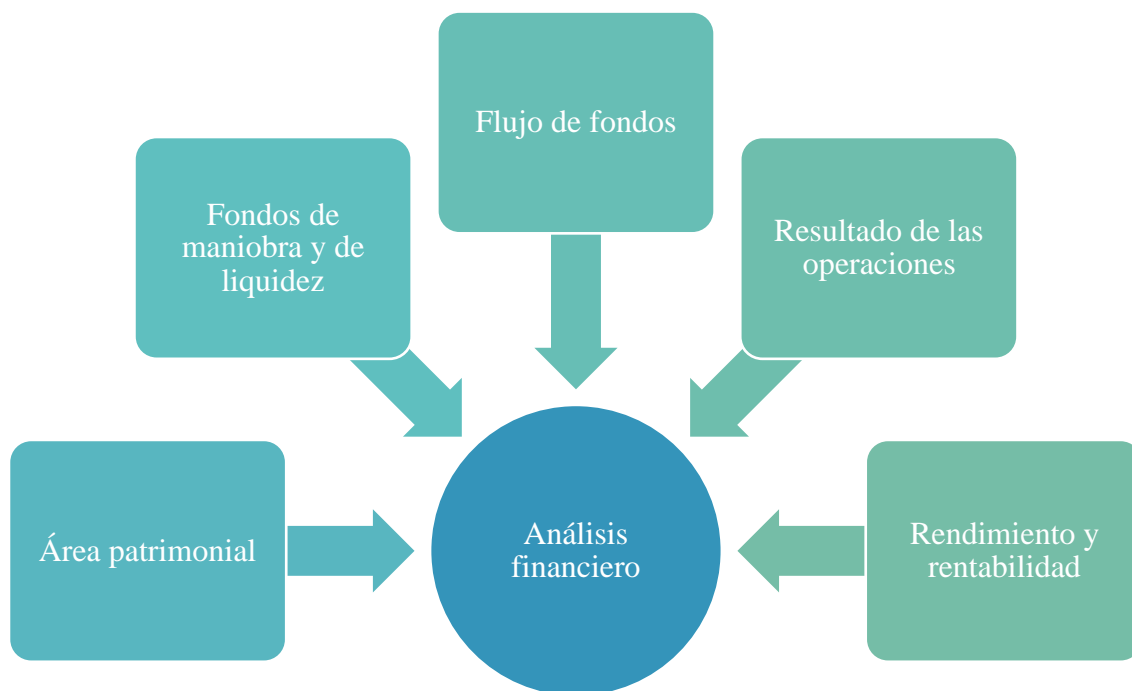 Flujo de fondos
Fondos de
maniobra y de
liquidez
Resultado de las
operaciones
Área patrimonial
Análisis
financiero
Rendimiento y
rentabilidad